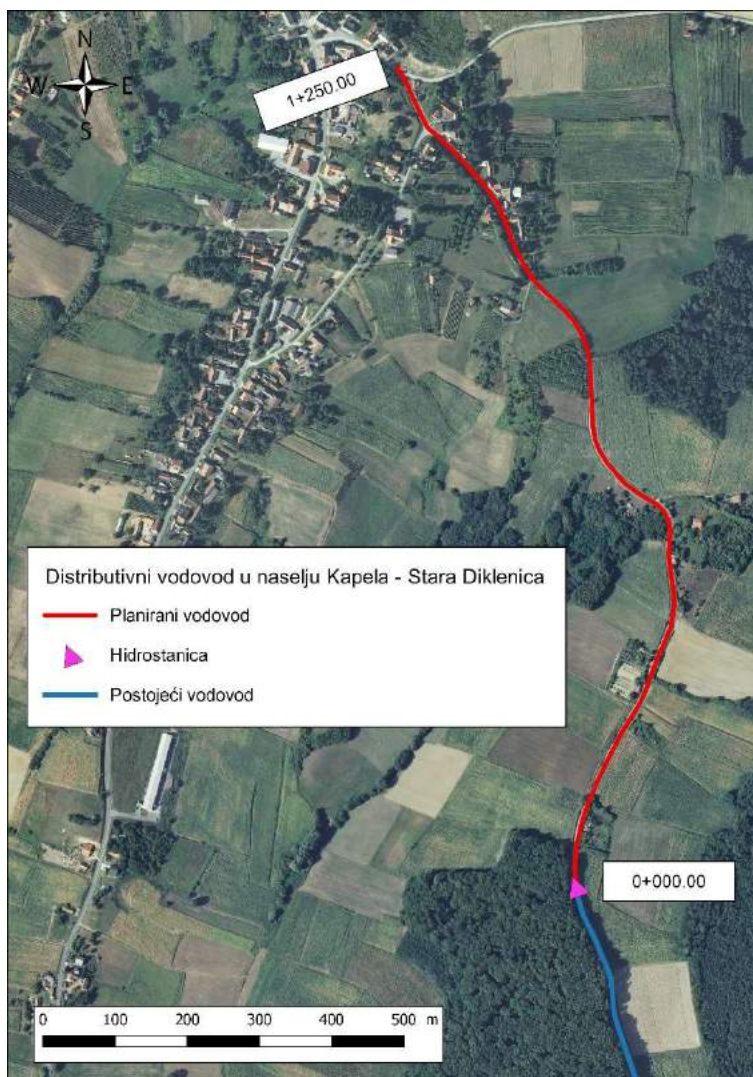 N
W E
S
1+250.00
Distributivni vodovod u naselju Kapela - Stara Diklenica
Planirani vodovod
Hidrostanica
Postojeći vodovod
0+000.00
0 100 200 300 400 500 m